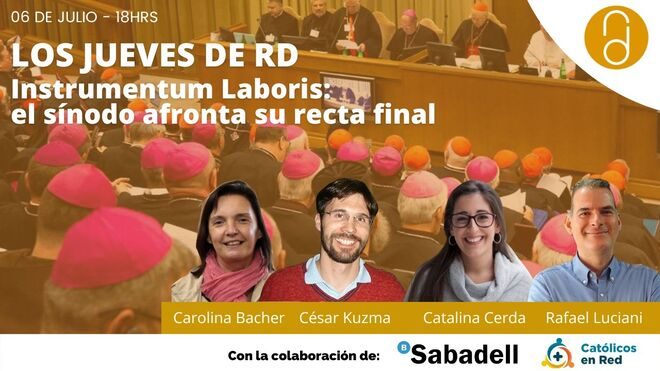 06 DE JULIO - 18HRS
LOS JUEVES DE RD
Instrumentum Laboris:
el sínodo afronta su recta final
Carolina Bacher
César Kuzma
Catalina Cerda
Rafael Luciani
Con la colaboración de:
B Sabadell
Católicos
en Red